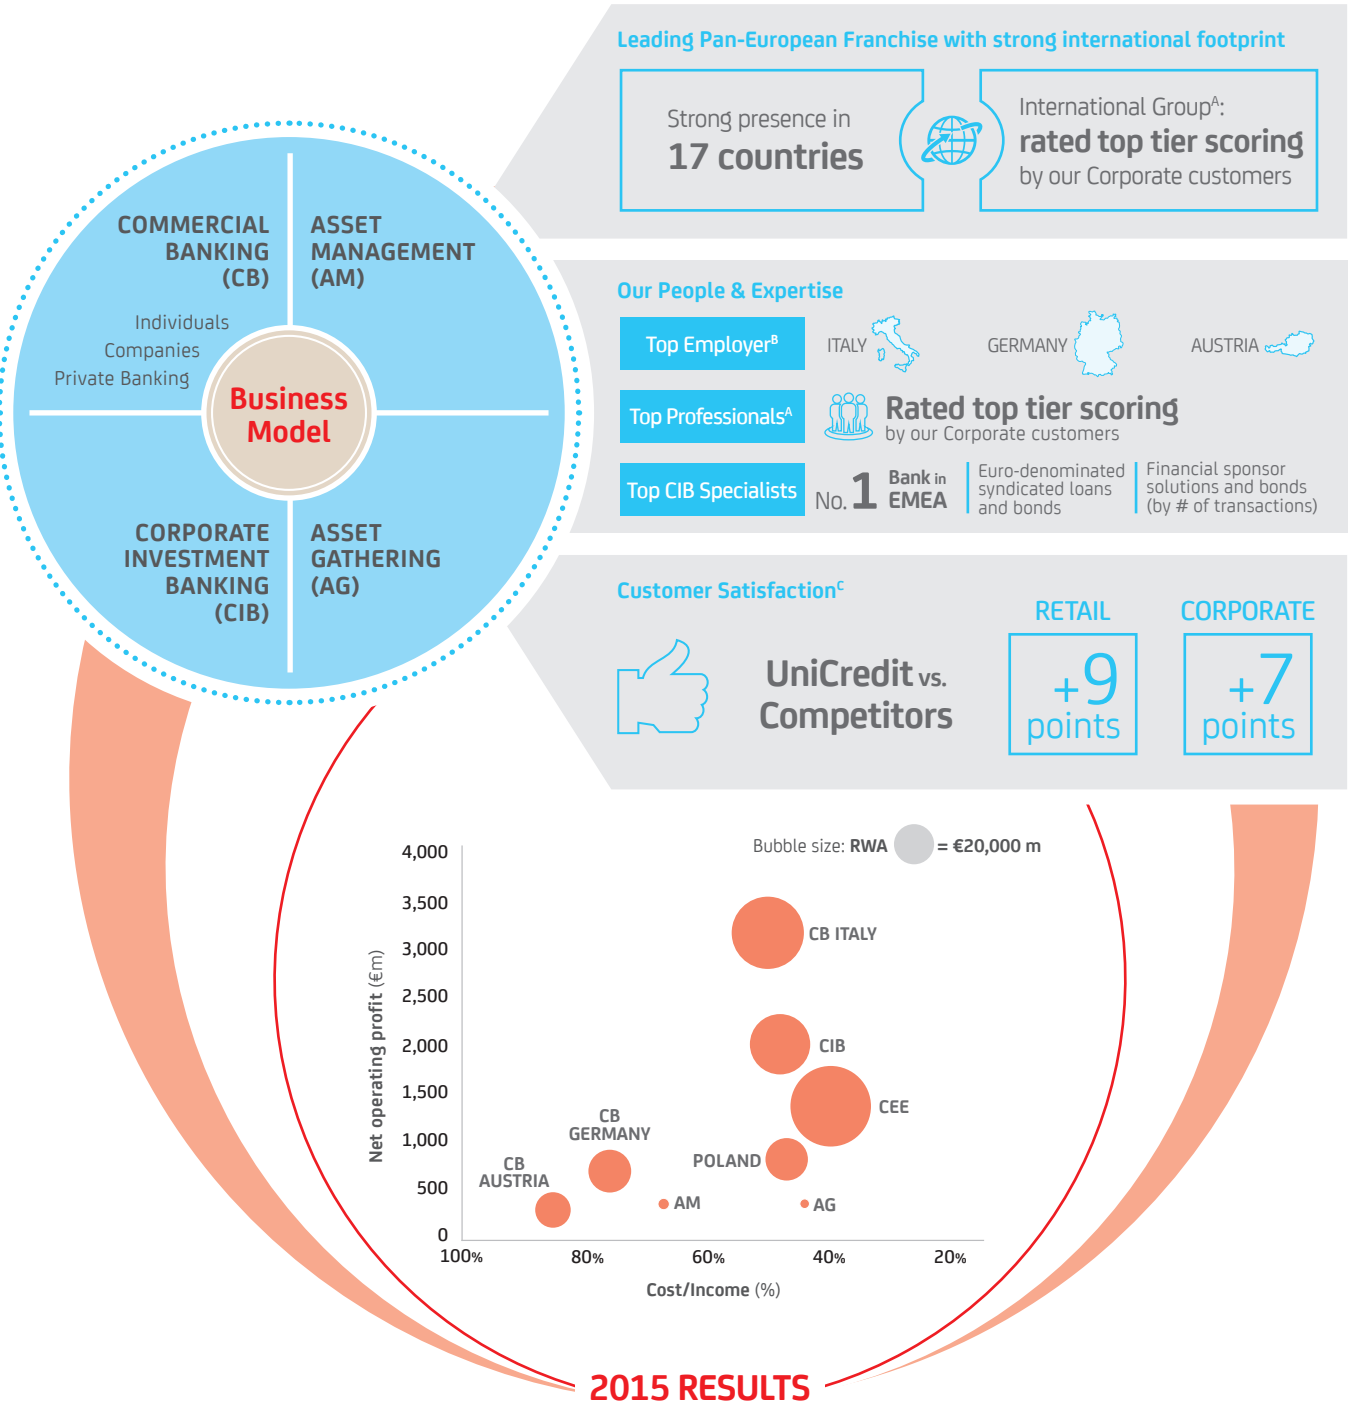 Leading Pan-European Franchise with strong international footprint
Strong presence in
17 countries
International Group^A:
rated top tier scoring
by our Corporate customers
COMMERCIAL
BANKING
(CB)
ASSET
MANAGEMENT
(AM)
Individuals
Companies
Private Banking
Business
Model
CORPORATE
INVESTMENT
BANKING
(CIB)
ASSET
GATHERING
(AG)
Our People & Expertise
Top Employer^B
ITALY
GERMANY
AUSTRIA
Top Professionals^A
Rated top tier scoring
by our Corporate customers
Top CIB Specialists
No. 1 Bank in
EMEA
Euro-denominated
syndicated loans
and bonds
Financial sponsor
solutions and bonds
(by # of transactions)
Customer Satisfaction^C
UniCredit vs.
Competitors
RETAIL
+9
points
CORPORATE
+7
points
Bubble size: RWA = €20,000 m
Net operating profit (€m)
4,000
3,500
3,000
2,500
2,000
1,500
1,000
500
0
CB ITALY
CIB
CEE
CB
GERMANY
POLAND
CB
AUSTRIA
AM
AG
100%
80%
60%
40%
20%
Cost/Income (%)
2015 RESULTS